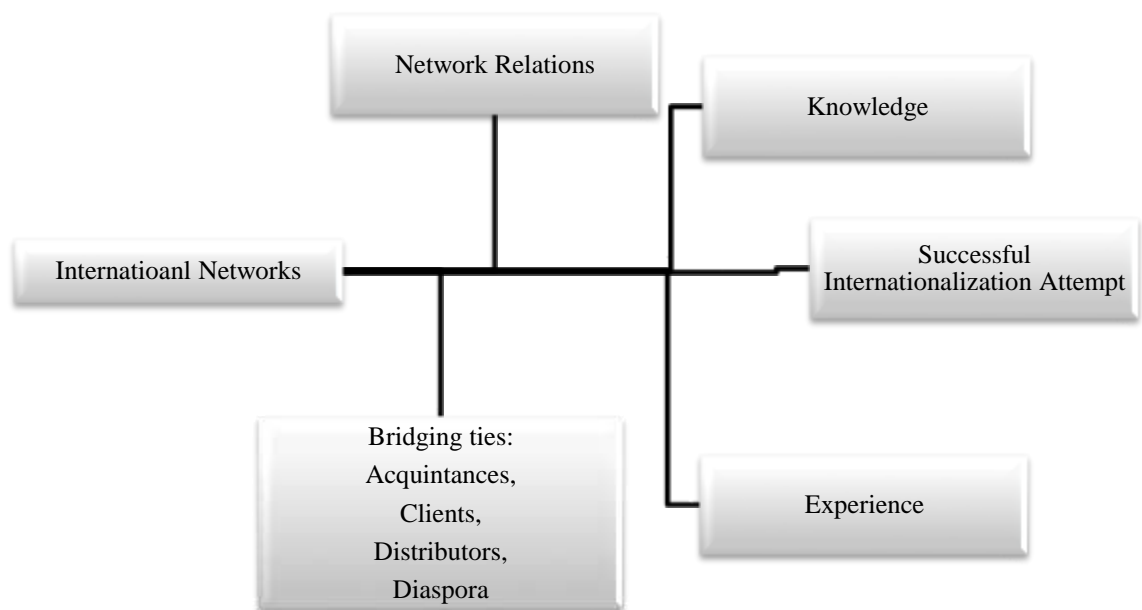 Network Relations
Knowledge
Internatioanl Networks
Successful
Internationalization Attempt
Bridging ties:
Acquintances,
Clients,
Distributors,
Diaspora
Experience